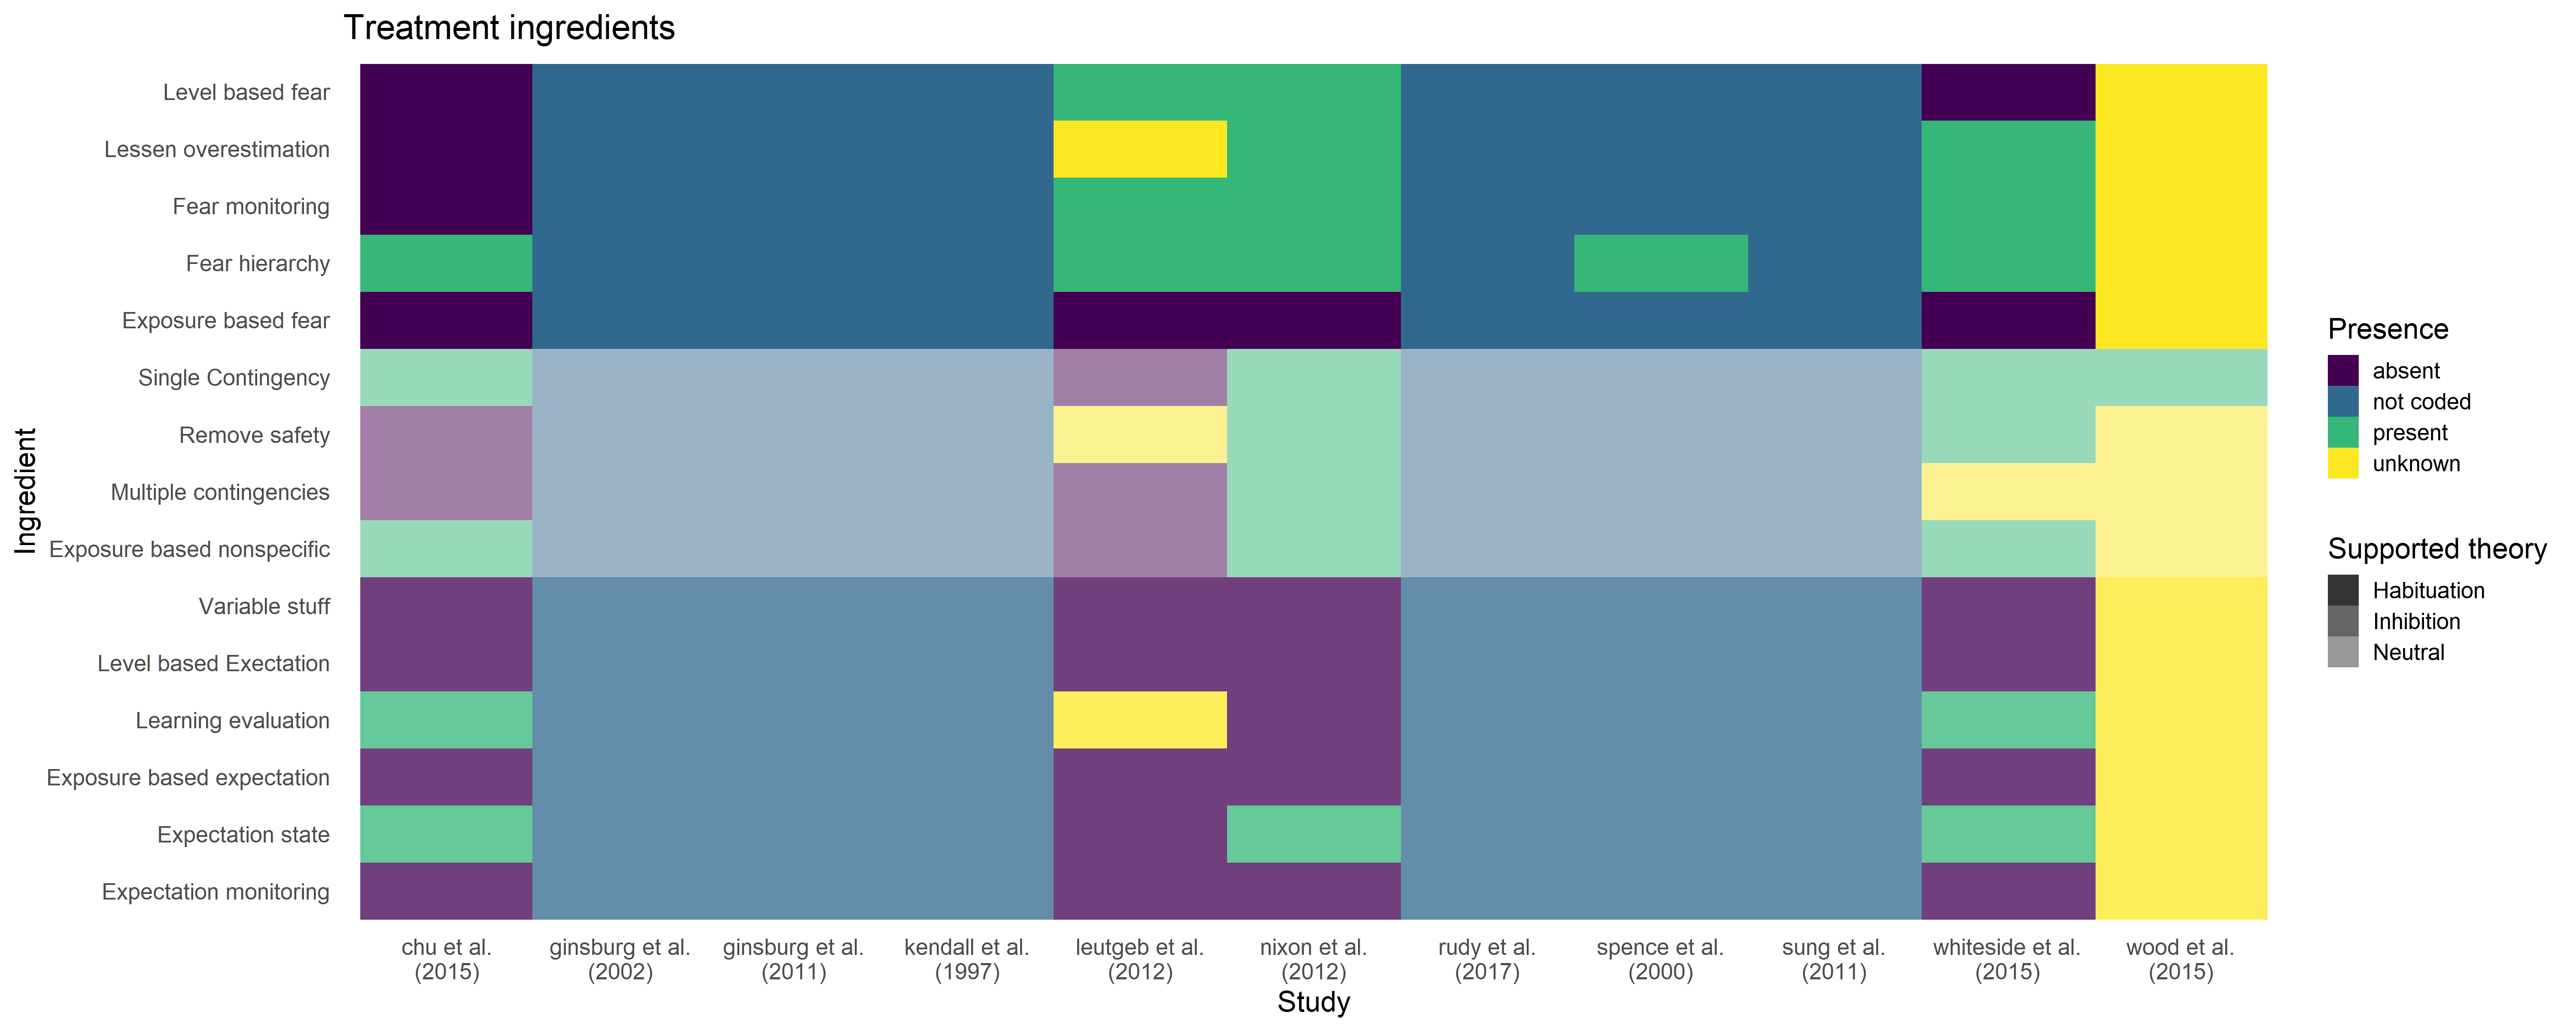 Treatment ingredients
Level based fear
Lessen overestimation
Fear monitoring
Fear hierarchy
Exposure based fear
Single Contingency
Remove safety
Multiple contingencies
Exposure based nonspecific
Variable stuff
Level based Exectation
Learning evaluation
Exposure based expectation
Expectation state
Expectation monitoring
Ingredient
chu et al.
(2015)
ginsburg et al.
(2002)
ginsburg et al.
(2011)
kendall et al.
(1997)
leutgeb et al.
(2012)
nixon et al.
(2012)
rudy et al.
(2017)
spence et al.
(2000)
sung et al.
(2011)
whiteside et al.
(2015)
wood et al.
(2015)
Study
Presence
absent
not coded
present
unknown
Supported theory
Habituation
Inhibition
Neutral